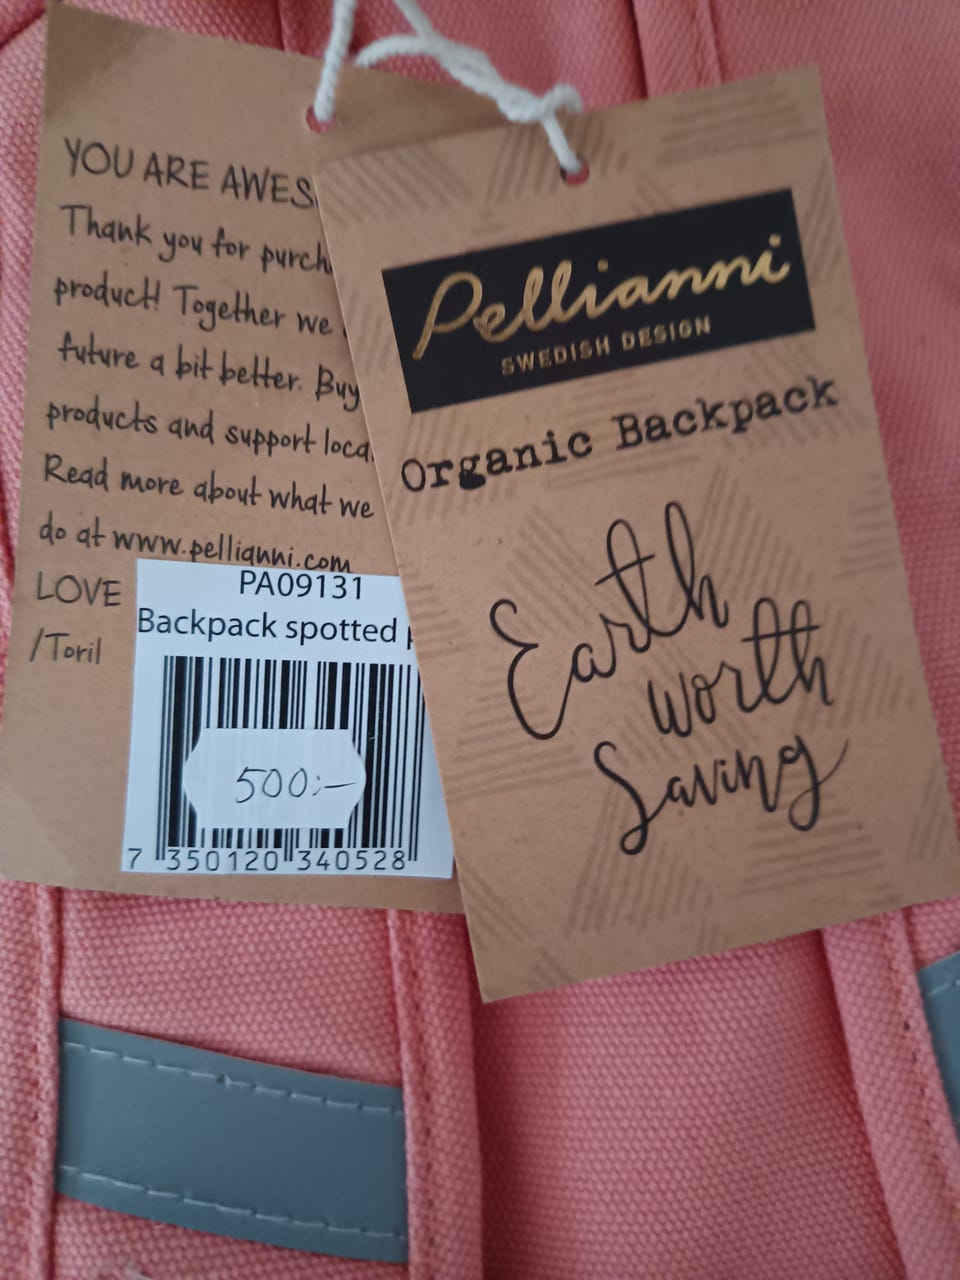 YOU ARE AWES
Thank you for purch
product! Together we
future a bit better. Buy
products and support loca
Read more about what we
do at www.pellianni.com
LOVE
/Toril
PA09131
Backpack spotted
500:-
7 350120 340528
Pellianni
SWEDISH DESIGN
Organic Backpack
Earth
worth
Saving